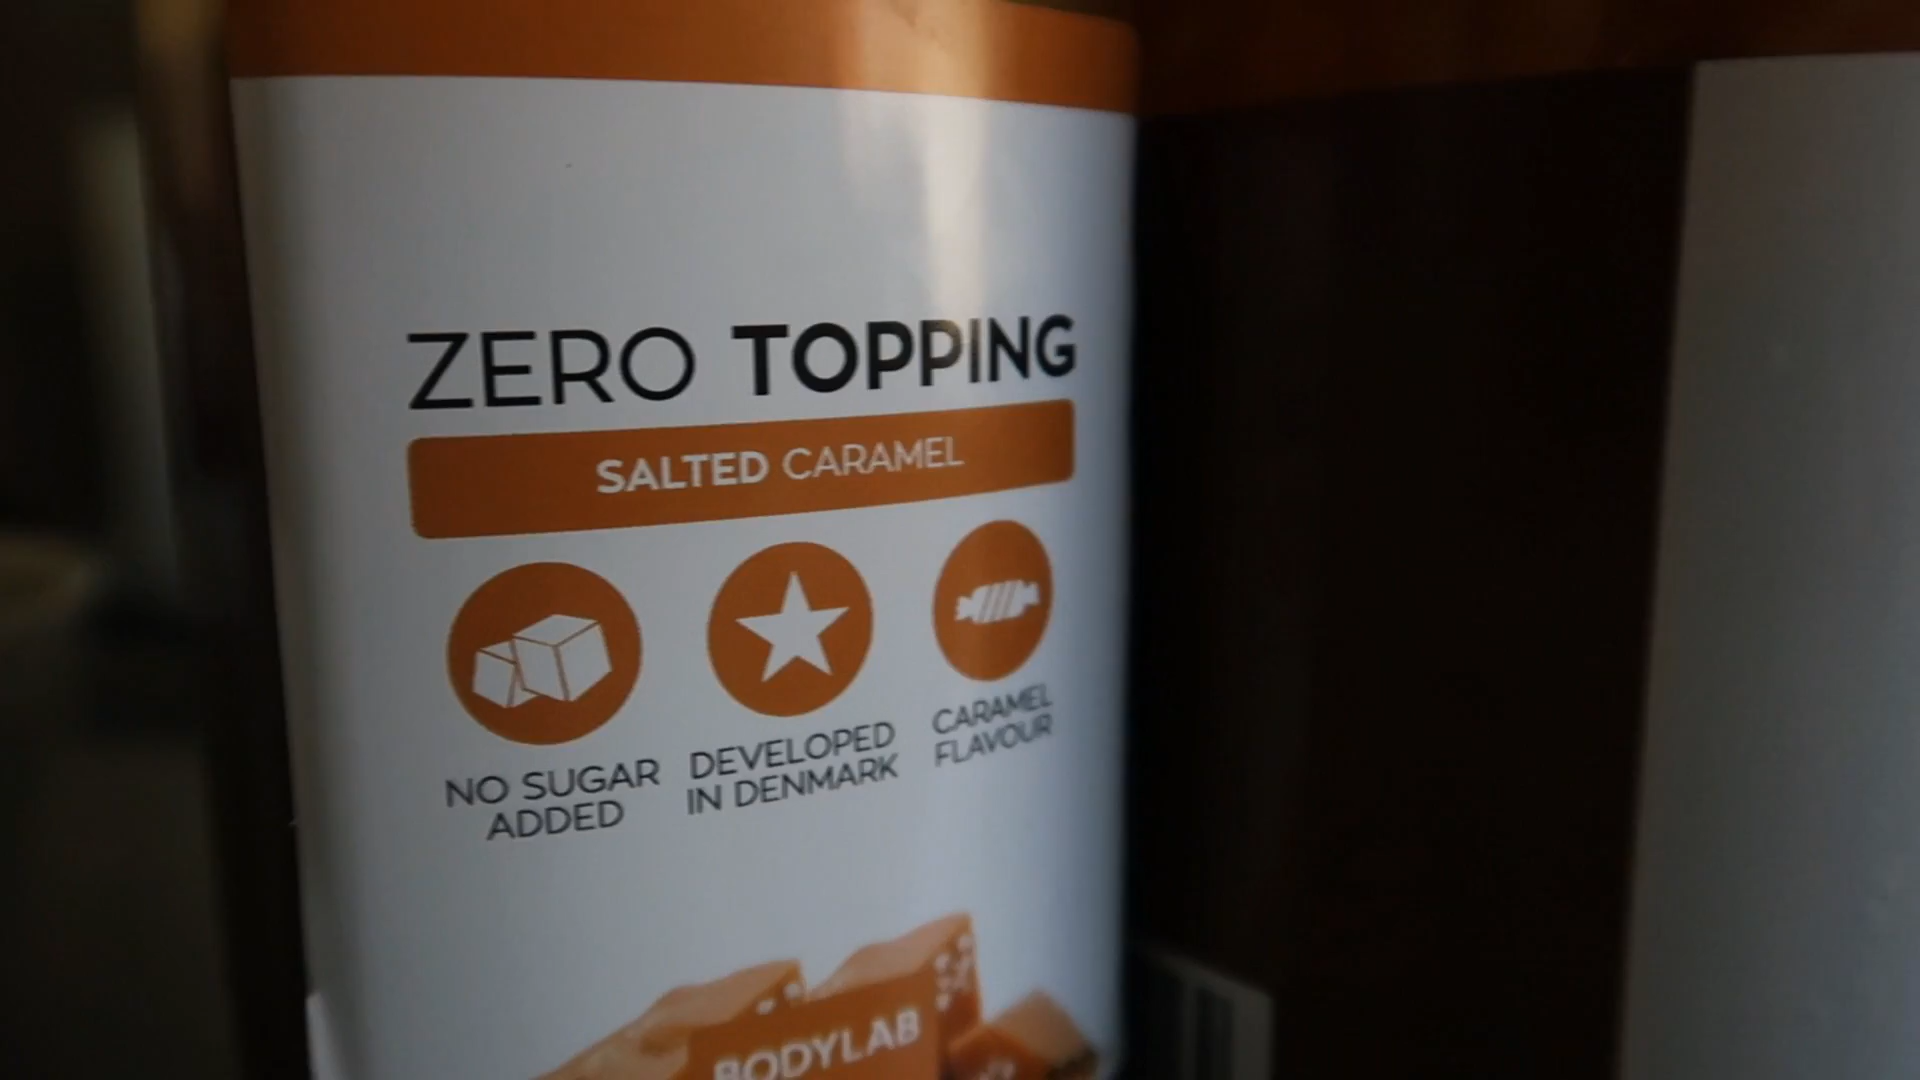 ZERO TOPPING
SALTED CARAMEL
NO SUGAR
ADDED
DEVELOPED
IN DENMARK
CARAMEL
FLAVOUR
BODYLAB